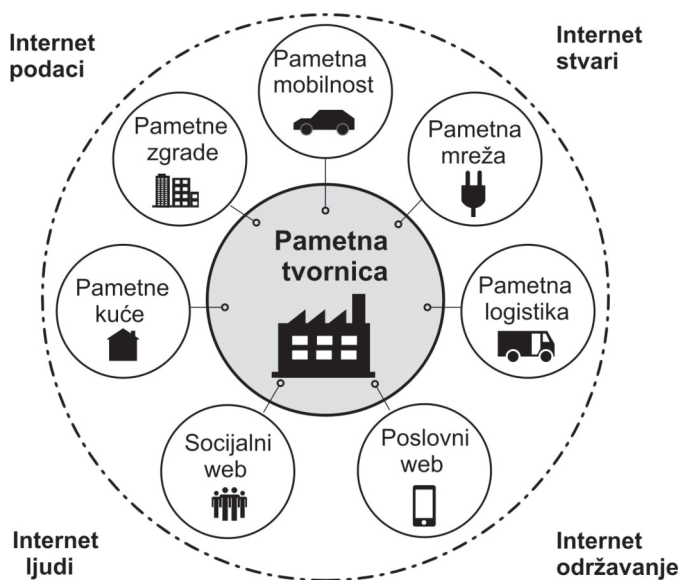 Internet
podaci
Internet
stvari
Pametna
mobilnost
Pametne
zgrade
Pametna
mreža
Pametna
tvornica
Pametne
kuće
Pametna
logistika
Socijalni
web
Poslovni
web
Internet
ljudi
Internet
održavanje